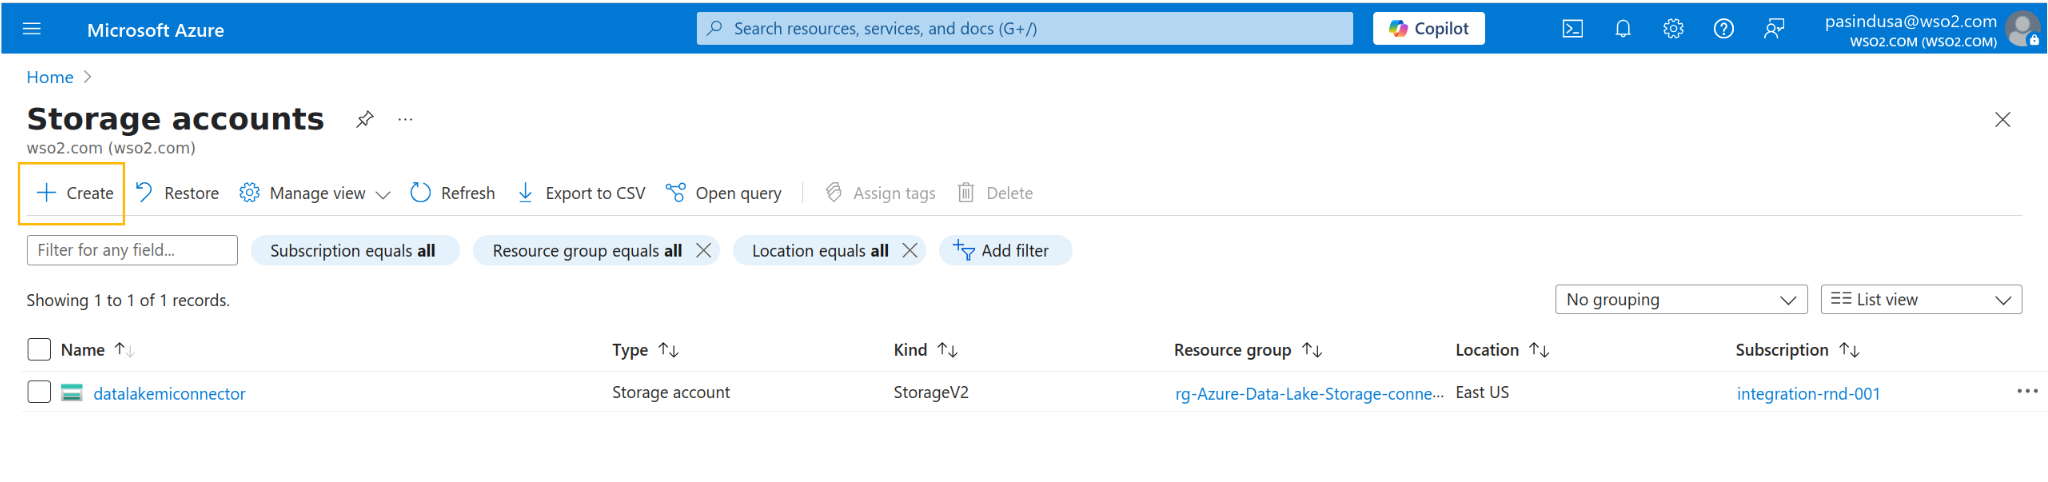 Microsoft Azure
Search resources, services, and docs (G+/)
Copilot
pasindusa@wso2.com
WSO2.COM (WSO2.COM)
Home
Storage accounts
wso2.com (wso2.com)
Create Restore Manage view Refresh Export to CSV Open query Assign tags Delete
Filter for any field... Subscription equals all Resource group equals all Location equals all Add filter
Showing 1 to 1 of 1 records. No grouping List view
Name Type Kind Resource group Location Subscription
datalakemiconnector Storage account StorageV2 rg-Azure-Data-Lake-Storage-conne... East US integration-rnd-001